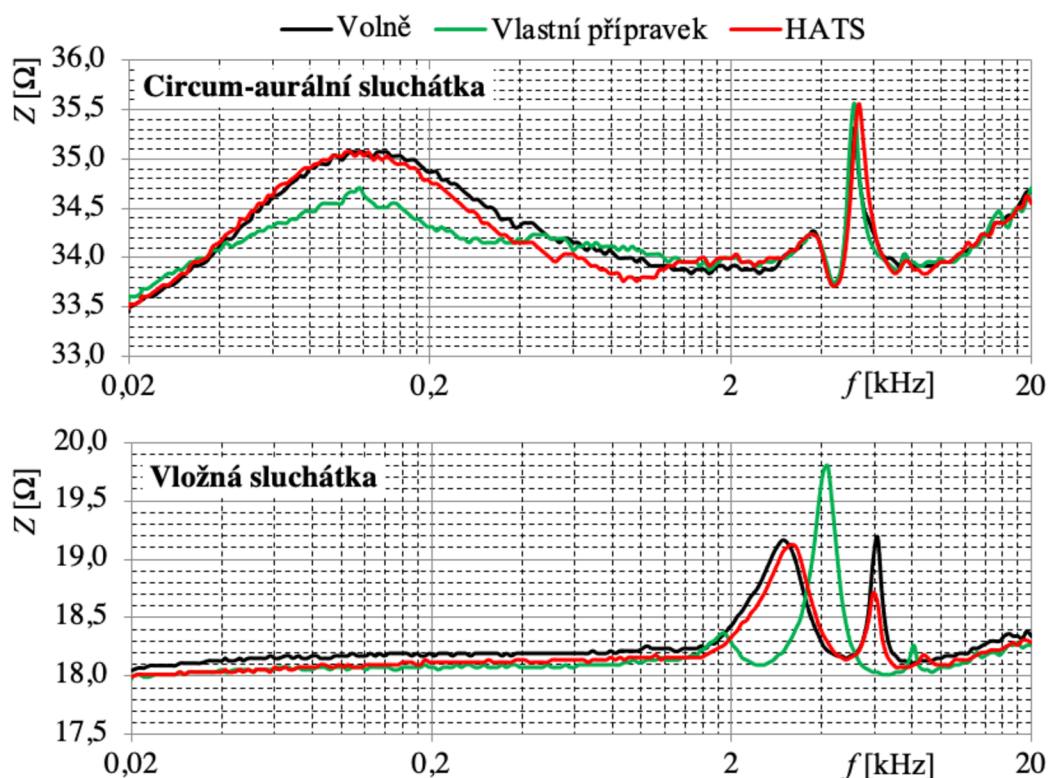 Volně Vlastní přípravek HATS
Z [Ω]
36,0
35,5
35,0
34,5
34,0
33,5
33,0
Circum-aurální sluchátka
0,02 0,2 2 f [kHz] 20
Z [Ω]
20,0
19,5
19,0
18,5
18,0
17,5
Vložná sluchátka
0,02 0,2 2 f [kHz] 20